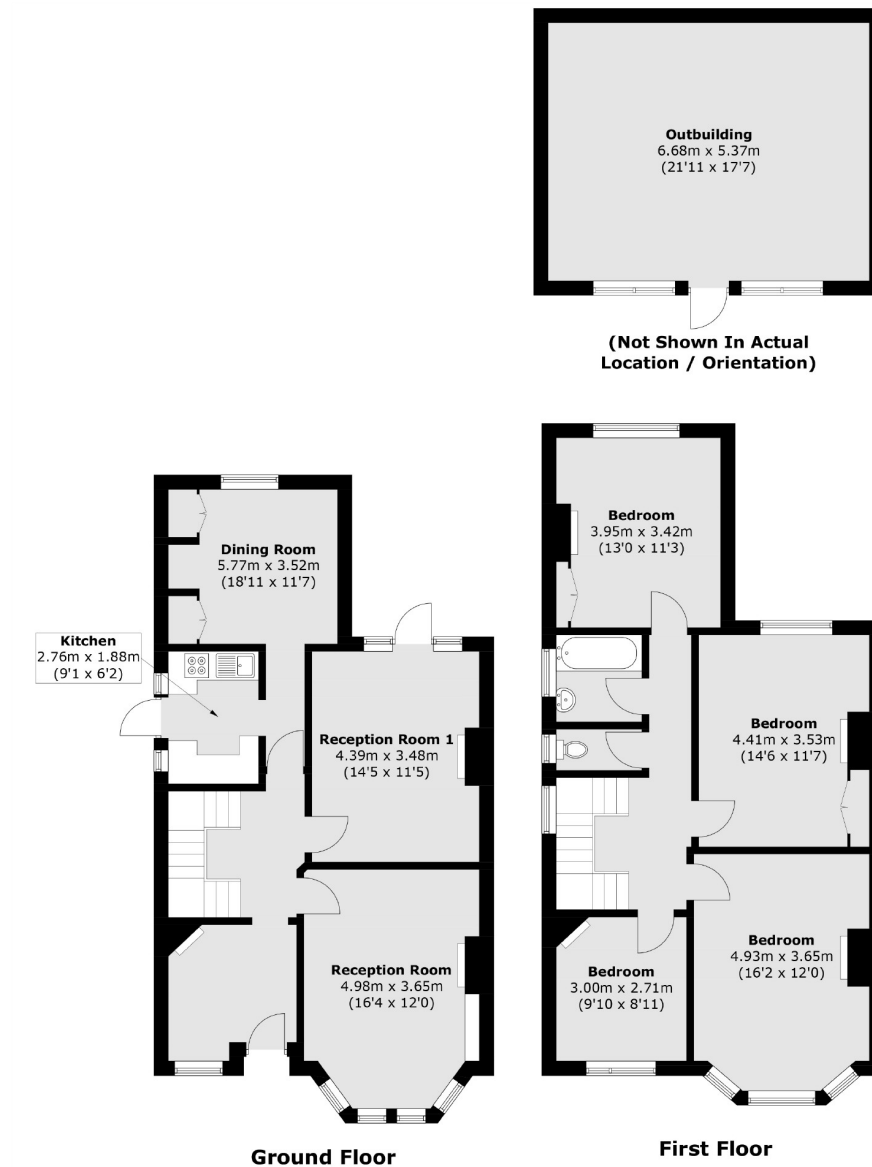 Outbuilding
6.68m x 5.37m
(21'11 x 17'7)
(Not Shown In Actual
Location / Orientation)
Dining Room
5.77m x 3.52m
(18'11 x 11'7)
Kitchen
2.76m x 1.88m
(9'1 x 6'2)
Reception Room 1
4.39m x 3.48m
(14'5 x 11'5)
Reception Room
4.98m x 3.65m
(16'4 x 12'0)
Ground Floor
Bedroom
3.95m x 3.42m
(13'0 x 11'3)
Bedroom
4.41m x 3.53m
(14'6 x 11'7)
Bedroom
4.93m x 3.65m
(16'2 x 12'0)
Bedroom
3.00m x 2.71m
(9'10 x 8'11)
First Floor